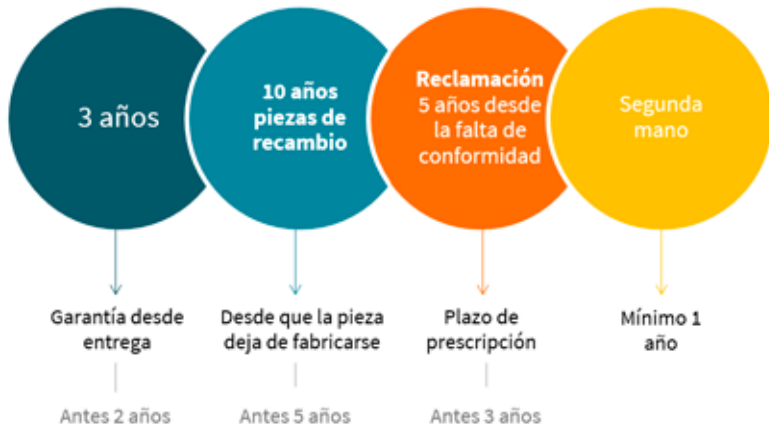 3 años
10 años
piezas de
recambio
Reclamación
5 años desde
la falta de
conformidad
Segunda
mano
Garantía desde
entrega
Desde que la pieza
deja de fabricarse
Plazo de
prescripción
Mínimo 1
año
Antes 2 años
Antes 5 años
Antes 3 años